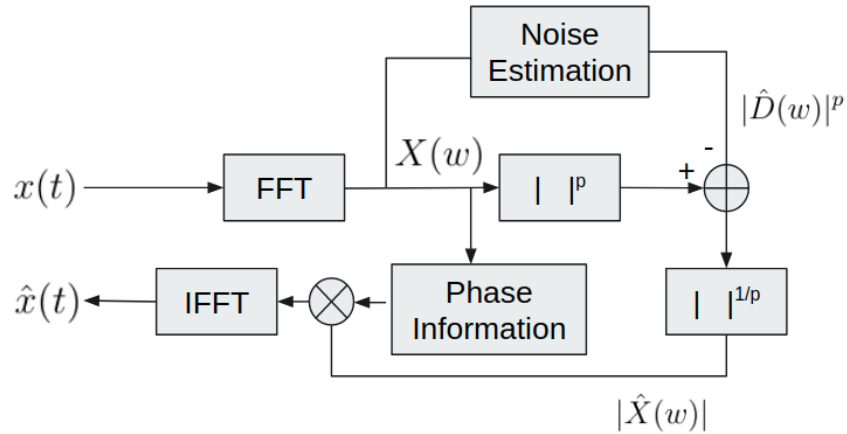 Noise
Estimation
|D̂(w)|ᵖ
X(w)
-
+
x(t)
FFT
| |ᵖ
x̂(t)
IFFT
Phase
Information
| |¹/ᵖ
|X̂(w)|